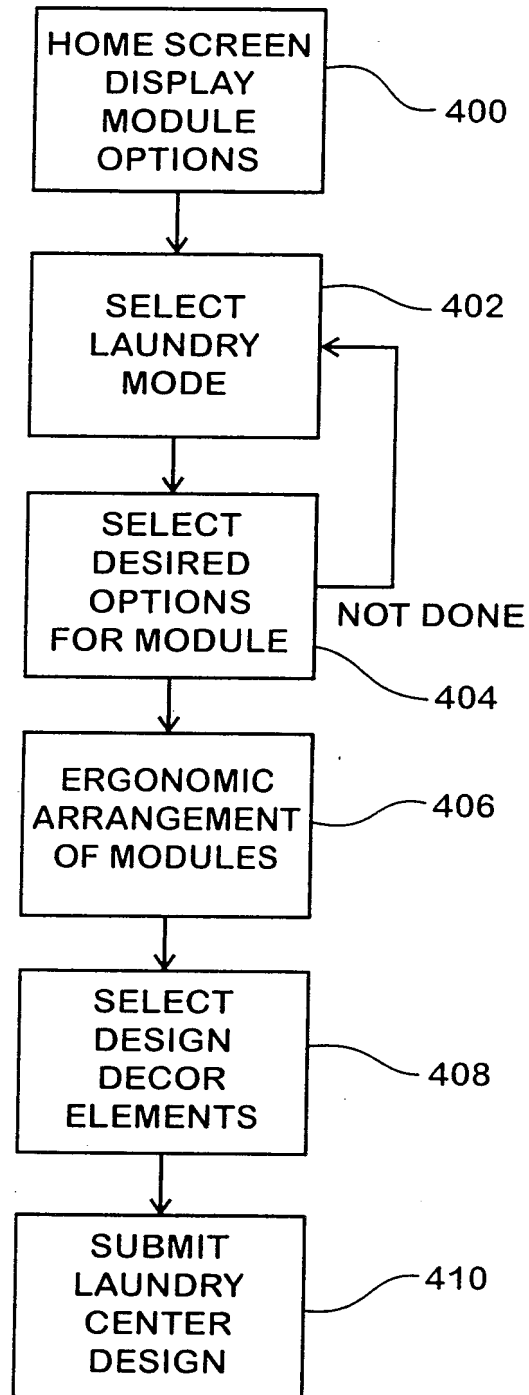 HOME SCREEN
DISPLAY
MODULE
OPTIONS
400
SELECT
LAUNDRY
MODE
402
SELECT
DESIRED
OPTIONS
FOR MODULE
NOT DONE
404
ERGONOMIC
ARRANGEMENT
OF MODULES
406
SELECT
DESIGN
DECOR
ELEMENTS
408
SUBMIT
LAUNDRY
CENTER
DESIGN
410